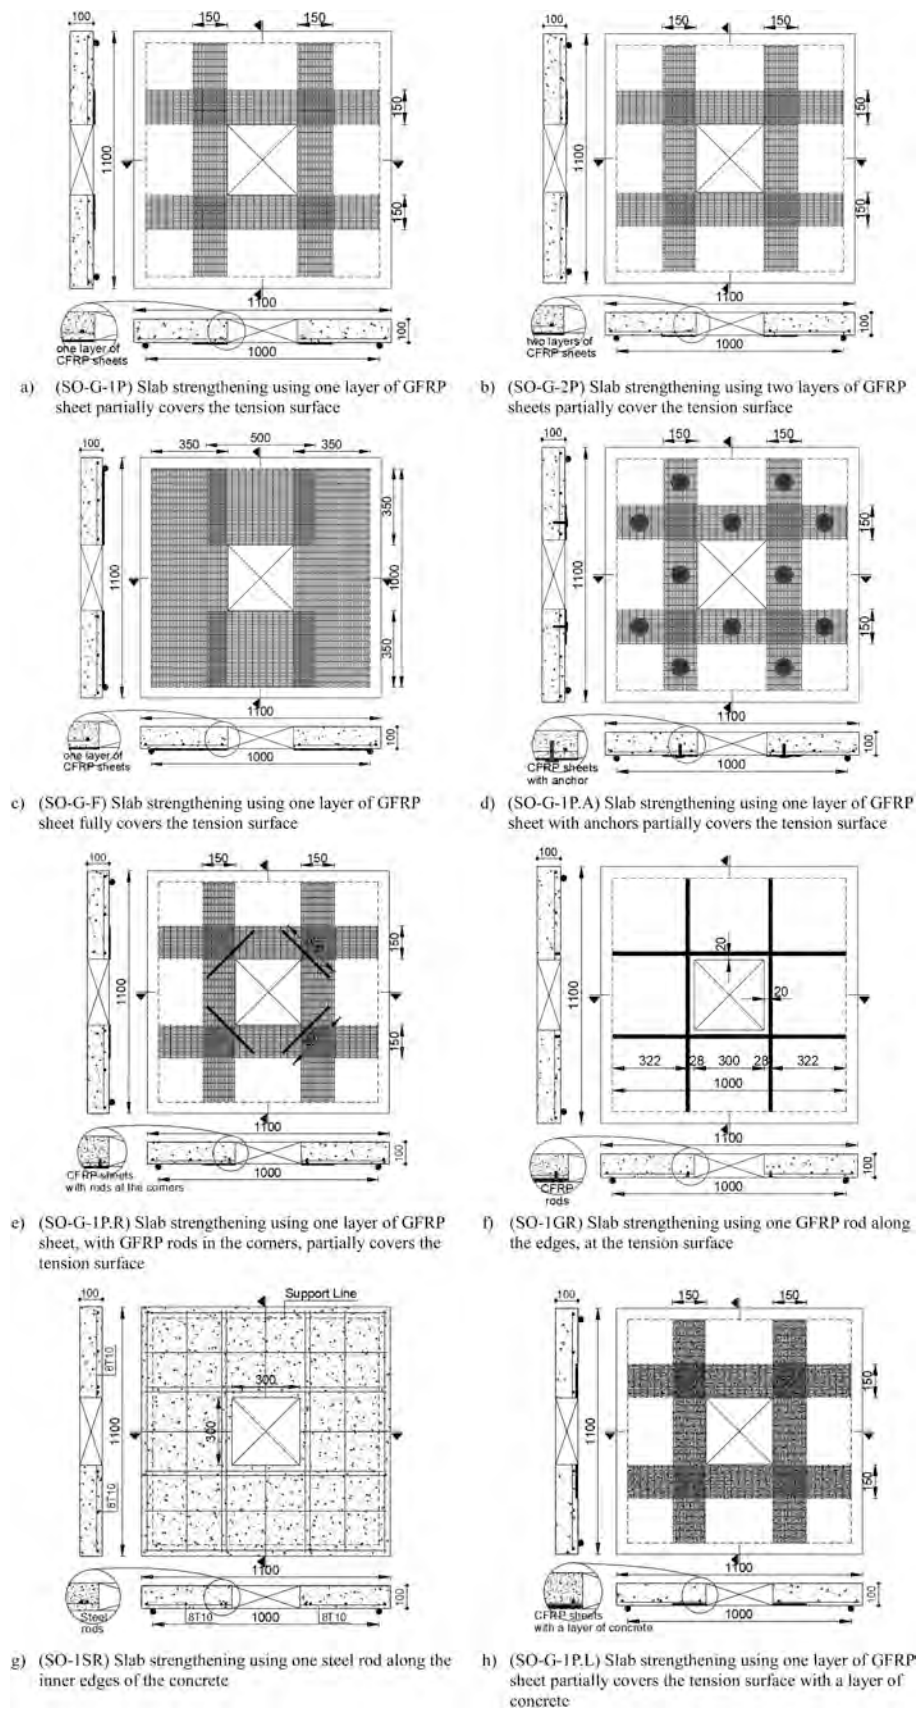 100
150
150
1100
150
150
1100
one layer of
CFRP sheets
1000
100
a) (SO-G-1P) Slab strengthening using one layer of GFRP
sheet partially covers the tension surface
100
150
150
1100
150
150
1100
two layers of
CFRP sheets
1000
100
b) (SO-G-2P) Slab strengthening using two layers of GFRP
sheets partially cover the tension surface
100
350
500
350
1100
350
1000
350
1100
one layer of
CFRP sheets
1000
100
c) (SO-G-F) Slab strengthening using one layer of GFRP
sheet fully covers the tension surface
100
150
150
1100
150
150
1100
CFRP sheets
with anchor
1000
100
d) (SO-G-1P.A) Slab strengthening using one layer of GFRP
sheet with anchors partially covers the tension surface
100
150
150
1100
150
150
1100
CFRP sheets
with rods at the corners
1000
100
e) (SO-G-1P.R) Slab strengthening using one layer of GFRP
sheet, with GFRP rods in the corners, partially covers the
tension surface
100
1100
20
20
322
28
300
28
322
1000
1100
CFRP
rods
1000
100
f) (SO-1GR) Slab strengthening using one GFRP rod along
the edges, at the tension surface
100
Support Line
8T10
1100
300
300
8T10
1100
Steel
rods
8T10
1000
8T10
100
g) (SO-1SR) Slab strengthening using one steel rod along the
inner edges of the concrete
100
150
150
1100
150
150
1100
CFRP sheets
with a layer of concrete
1000
100
h) (SO-G-1P.L) Slab strengthening using one layer of GFRP
sheet partially covers the tension surface with a layer of
concrete